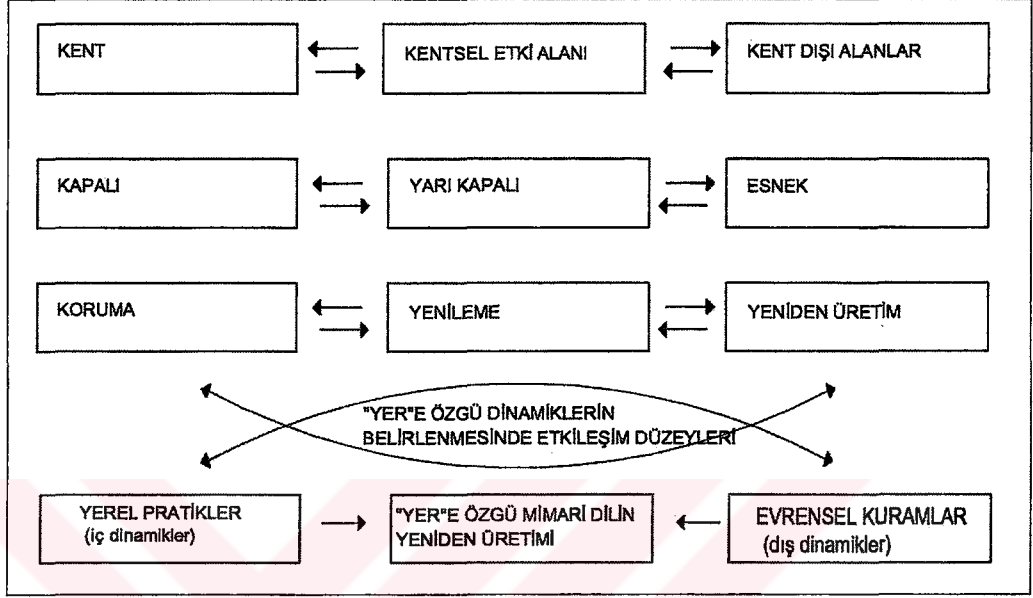 KENT
KENTSEL ETKİ ALANI
KENT DIŞI ALANLAR
KAPALI
YARI KAPALI
ESNEK
KORUMA
YENİLEME
YENİDEN ÜRETİM
"YER"E ÖZGÜ DİNAMİKLERİN
BELİRLENMESİNDE ETKİLEŞİM DÜZEYLERİ
YEREL PRATİKLER
(iç dinamikler)
"YER"E ÖZGÜ MİMARİ DİLİN
YENİDEN ÜRETİMİ
EVRENSEL KURAMLAR
(dış dinamikler)